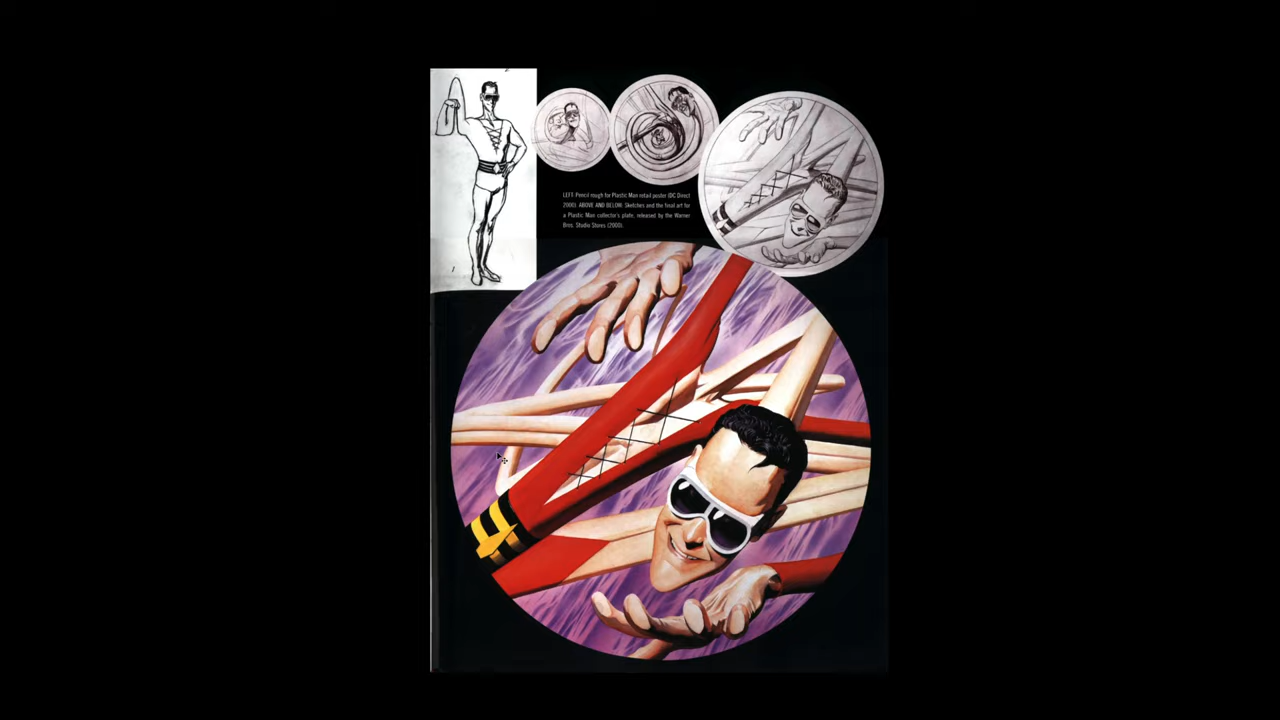 LEFT: Pencil rough for Plastic Man retail poster (DC Direct
2000). ABOVE AND BELOW: Sketches and the final art for
a Plastic Man collector's plate, released by the Warner
Bros. Studio Stores (2000).